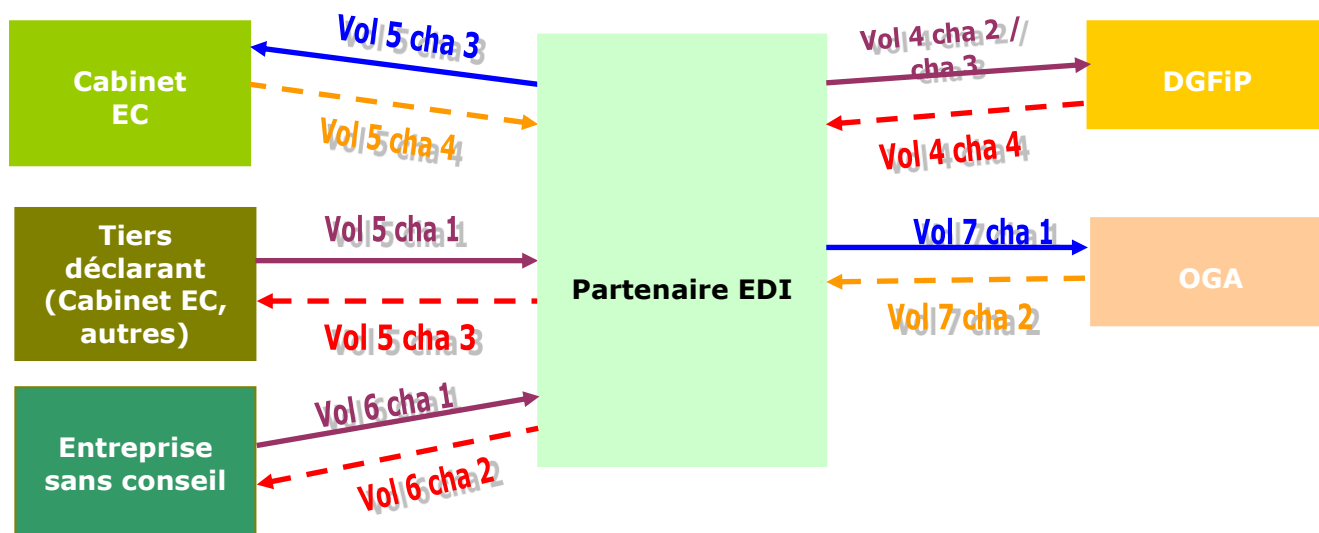 Vol 5 cha 3
Cabinet
EC
Vol 5 cha 4
Tiers
déclarant
(Cabinet EC,
autres)
Vol 5 cha 1
Vol 5 cha 3
Entreprise
sans conseil
Vol 6 cha 1
Vol 6 cha 2
Partenaire EDI
Vol 4 cha 2 /
cha 3
DGFiP
Vol 4 cha 4
Vol 7 cha 1
OGA
Vol 7 cha 2